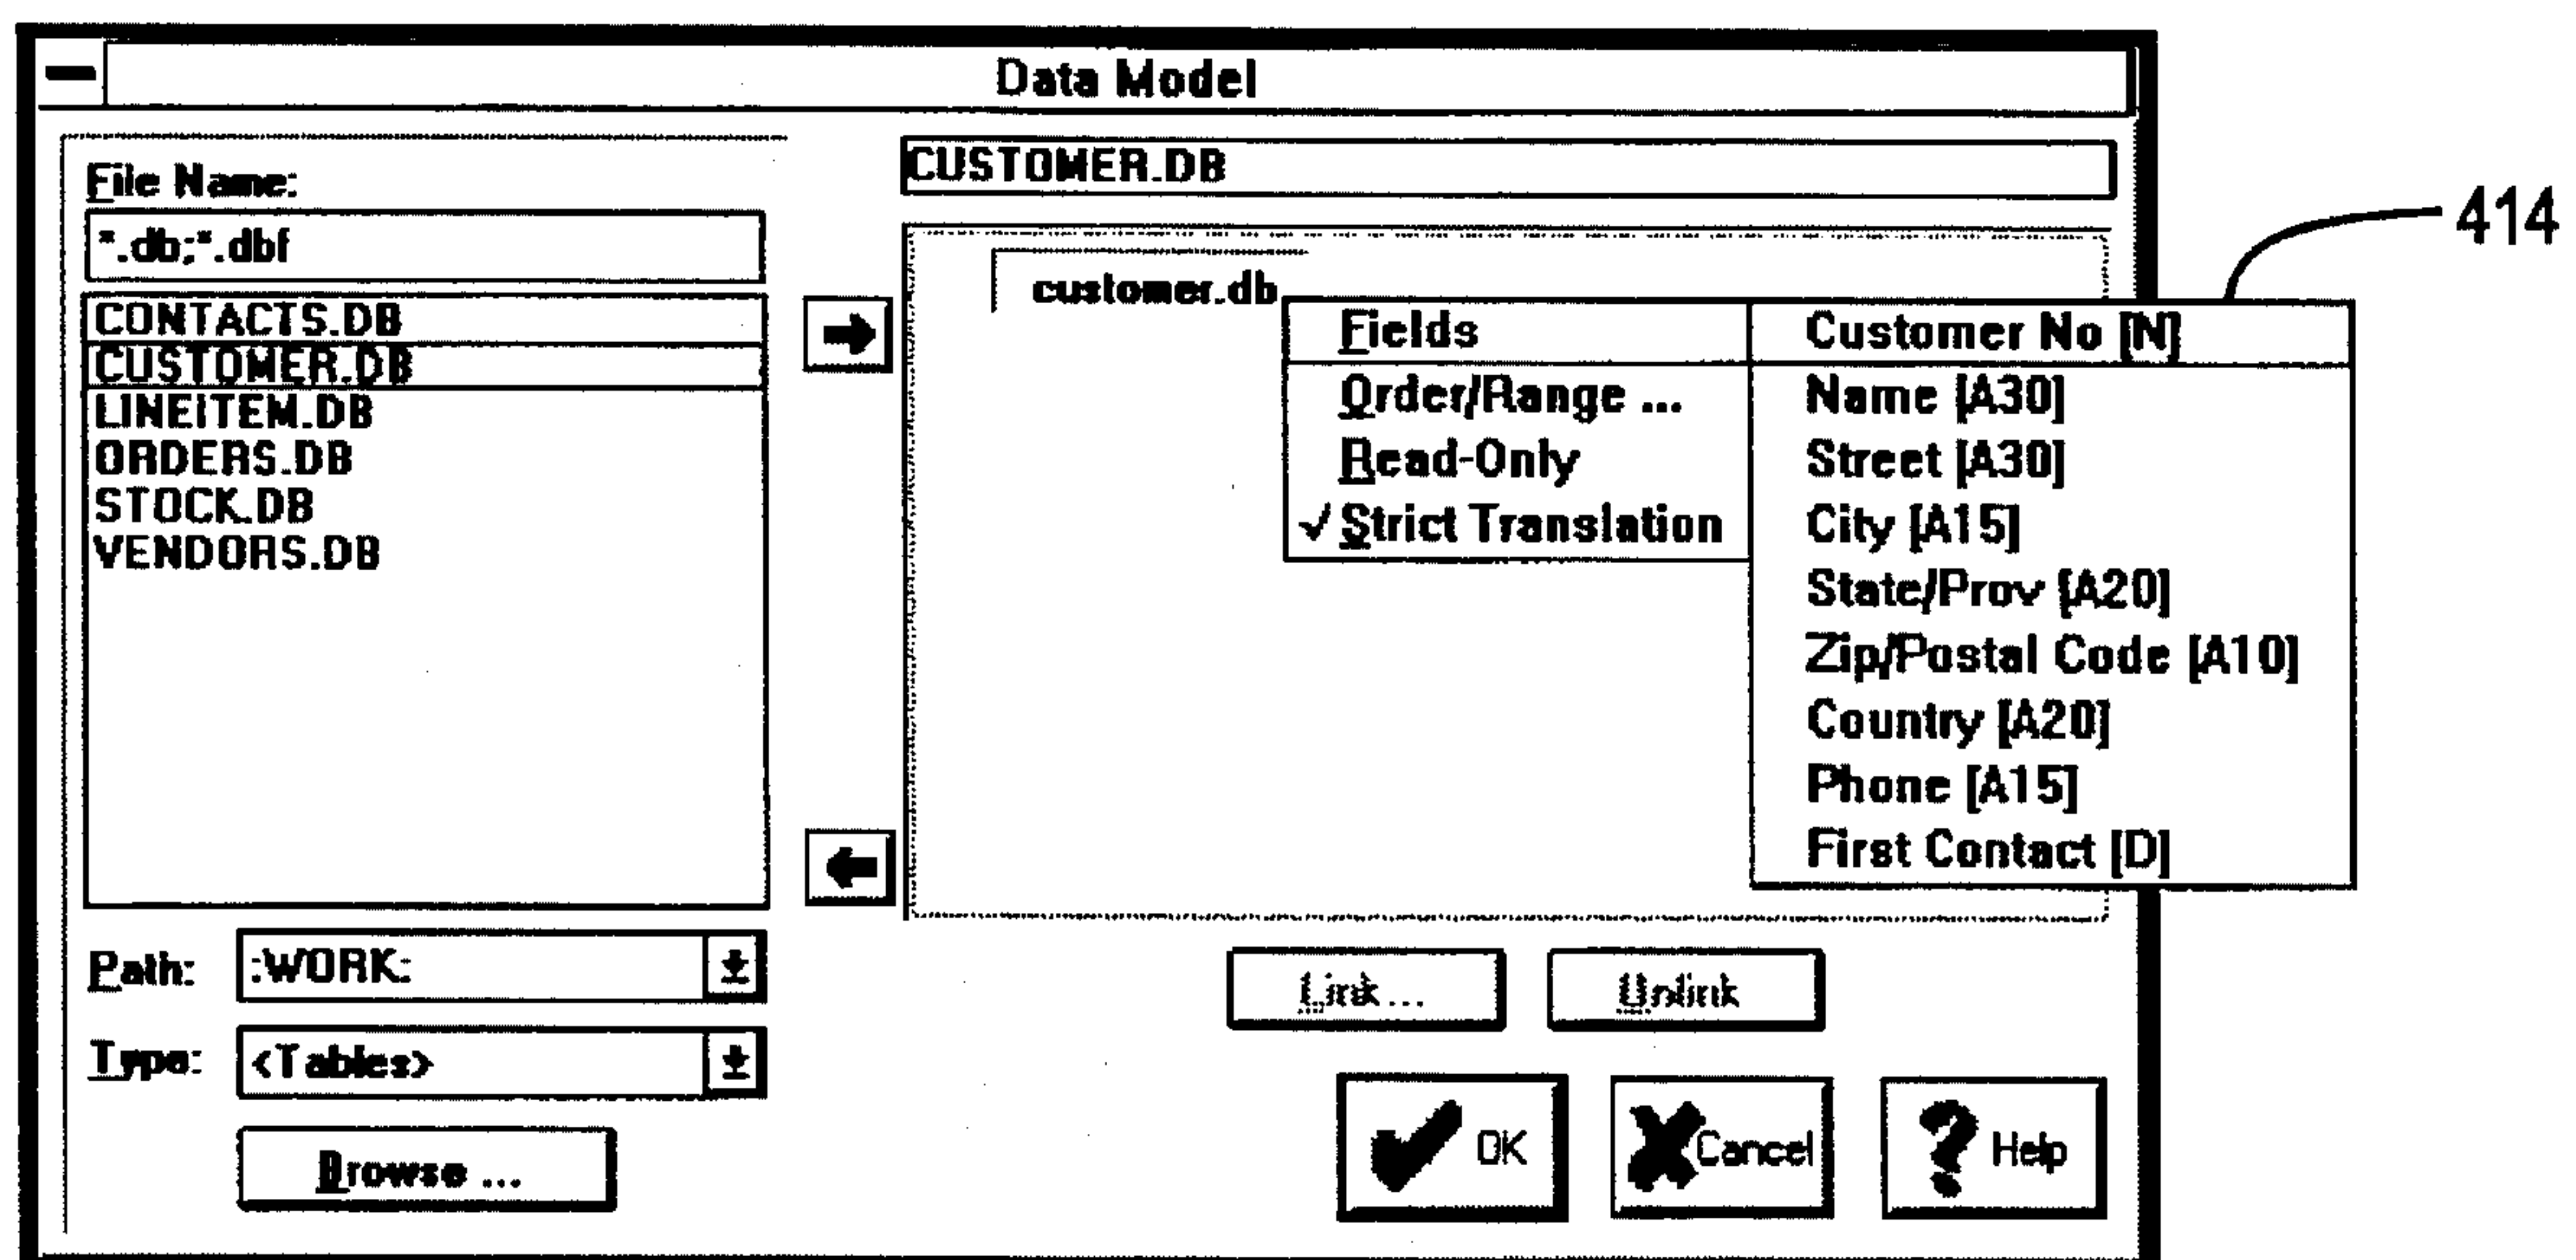 Data Model
File Name:
*.db;*.dbf
CONTACTS.DB
CUSTOMER.DB
LINEITEM.DB
ORDERS.DB
STOCK.DB
VENDORS.DB
Path: :WORK:
Type: <Tables>
Browse ...
CUSTOMER.DB
customer.db
Fields
Order/Range ...
Read-Only
✓ Strict Translation
Customer No [N]
Name [A30]
Street [A30]
City [A15]
State/Prov [A20]
Zip/Postal Code [A10]
Country [A20]
Phone [A15]
First Contact [D]
414
Link ... Unlink
OK Cancel Help